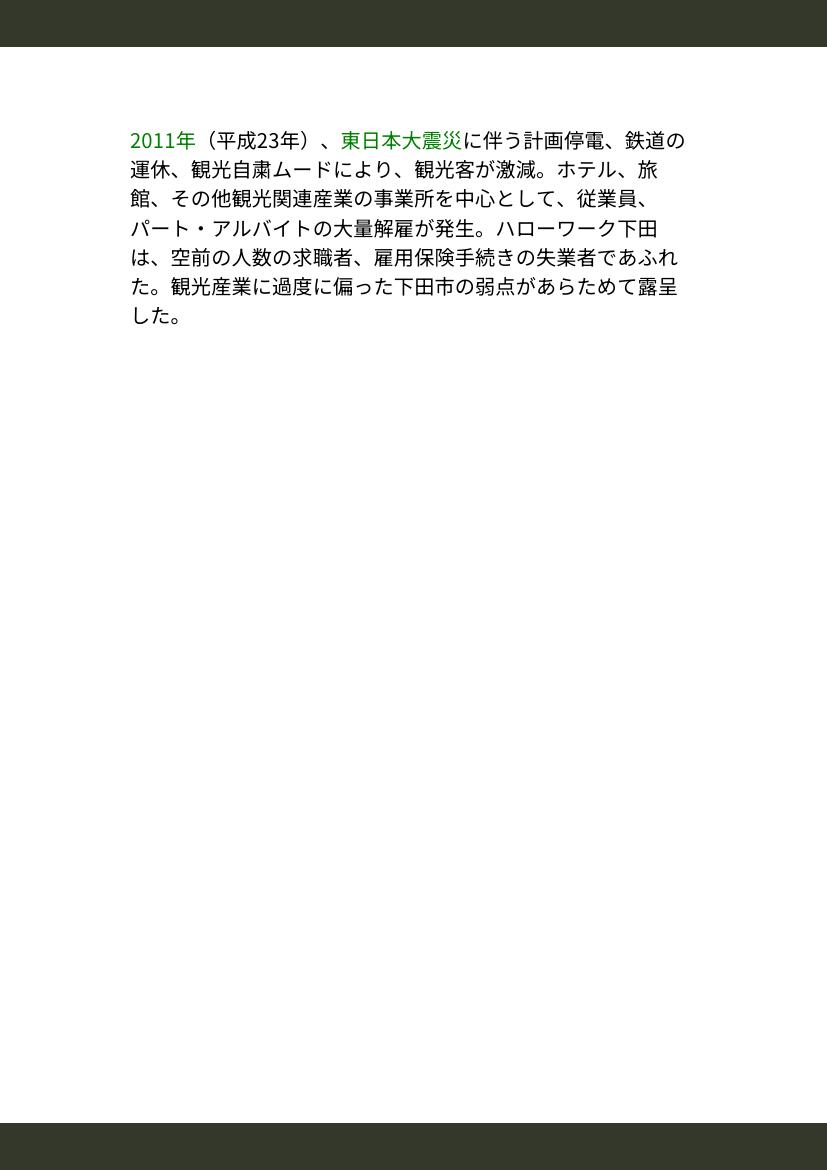 2011年（平成23年）、東日本大震災に伴う計画停電、鉄道の
運休、観光自粛ムードにより、観光客が激減。ホテル、旅
館、その他観光関連産業の事業所を中心として、従業員、
パート・アルバイトの大量解雇が発生。ハローワーク下田
は、空前の人数の求職者、雇用保険手続きの失業者であふれ
た。観光産業に過度に偏った下田市の弱点があらためて露呈
した。